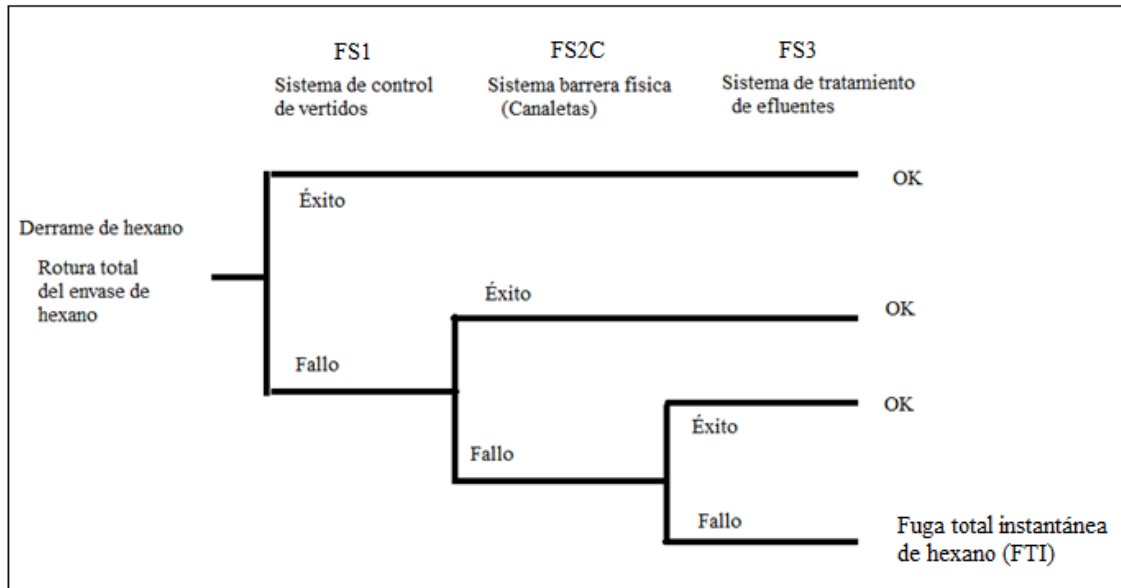 FS1
FS2C
FS3
Sistema de control
de vertidos
Sistema barrera física
(Canaletas)
Sistema de tratamiento
de efluentes
Éxito
OK
Derrame de hexano
Rotura total
del envase de
hexano
Éxito
OK
Fallo
OK
Éxito
Fallo
Fallo
Fuga total instantánea
de hexano (FTI)